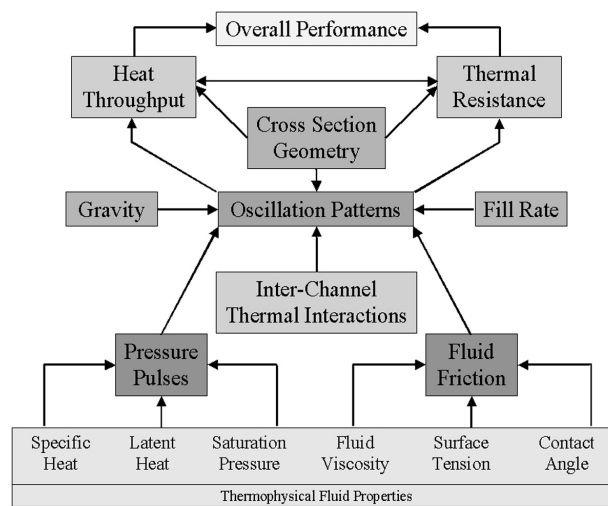 Overall Performance
Heat
Throughput
Thermal
Resistance
Cross Section
Geometry
Gravity
Oscillation Patterns
Fill Rate
Inter-Channel
Thermal Interactions
Pressure
Pulses
Fluid
Friction
Specific
Heat
Latent
Heat
Saturation
Pressure
Fluid
Viscosity
Surface
Tension
Contact
Angle
Thermophysical Fluid Properties